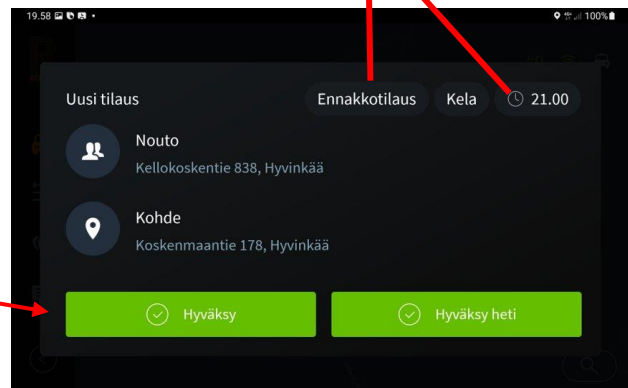 19.58
100%
Uusi tilaus
Ennakkotilaus
Kela
21.00
Nouto
Kellokoskentie 838, Hyvinkää
Kohde
Koskenmaantie 178, Hyvinkää
Hyväksy
Hyväksy heti